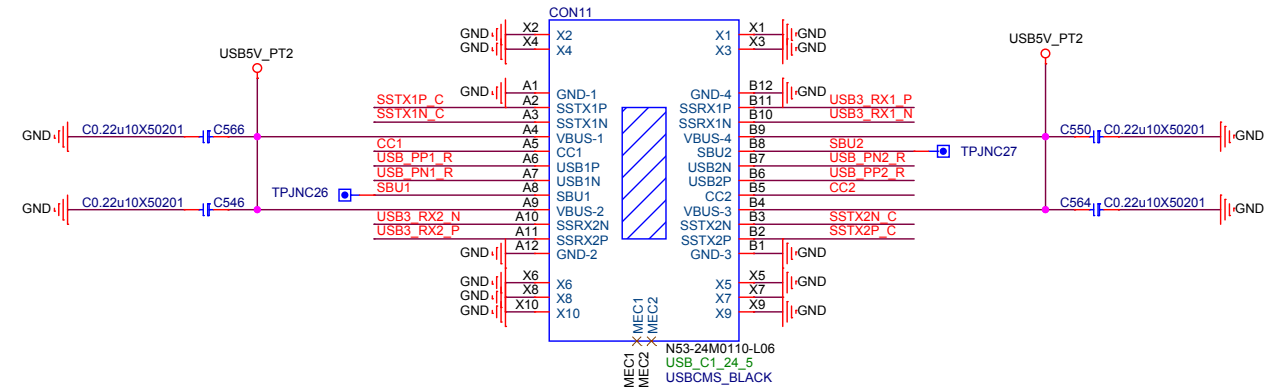 CON11
X2 X2 GND X1 X1 GND
X4 X4 GND X3 X3 GND
USB5V_PT2 USB5V_PT2
GND A1 GND-1 GND-4 B12 GND
SSTX1P_C A2 SSTX1P SSRX1P B11 USB3_RX1_P
SSTX1N_C A3 SSTX1N SSRX1N B10 USB3_RX1_N
GND C0.22u10X50201 C566 A4 VBUS-1 VBUS-4 B9 C550 C0.22u10X50201 GND
CC1 A5 CC1 SBU2 B8 SBU2 TPJNC27
USB_PP1_R A6 USB1P USB2N B7 USB_PN2_R
USB_PN1_R A7 USB1N USB2P B6 USB_PP2_R
TPJNC26 SBU1 A8 SBU1 CC2 B5 CC2
GND C0.22u10X50201 C546 A9 VBUS-2 VBUS-3 B4 C564 C0.22u10X50201 GND
USB3_RX2_N A10 SSRX2N SSTX2N B3 SSTX2N_C
USB3_RX2_P A11 SSRX2P SSTX2P B2 SSTX2P_C
GND A12 GND-2 GND-3 B1 GND
GND X6 X6 X5 X5 GND
GND X8 X8 X7 X7
GND X10 X10 X9 X9 GND
MEC1 MEC2
MEC1 MEC2
N53-24M0110-L06
USB_C1_24_5
USBCMS_BLACK